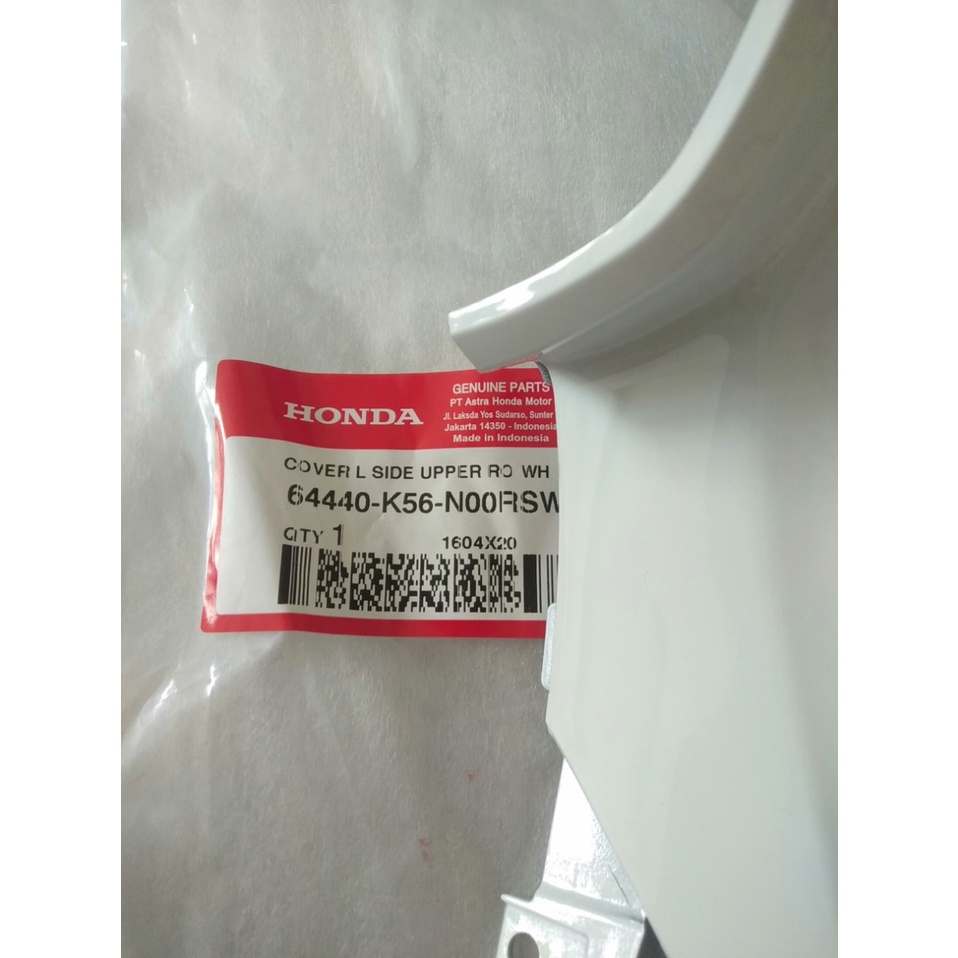 HONDA
GENUINE PARTS
PT Astra Honda Motor
Jl. Laksda Yos Sudarso, Sunter
Jakarta 14350 - Indonesia
Made in Indonesia
COVER L SIDE UPPER RO WH
64440-K56-N00RSW
QTY 1
1604X20